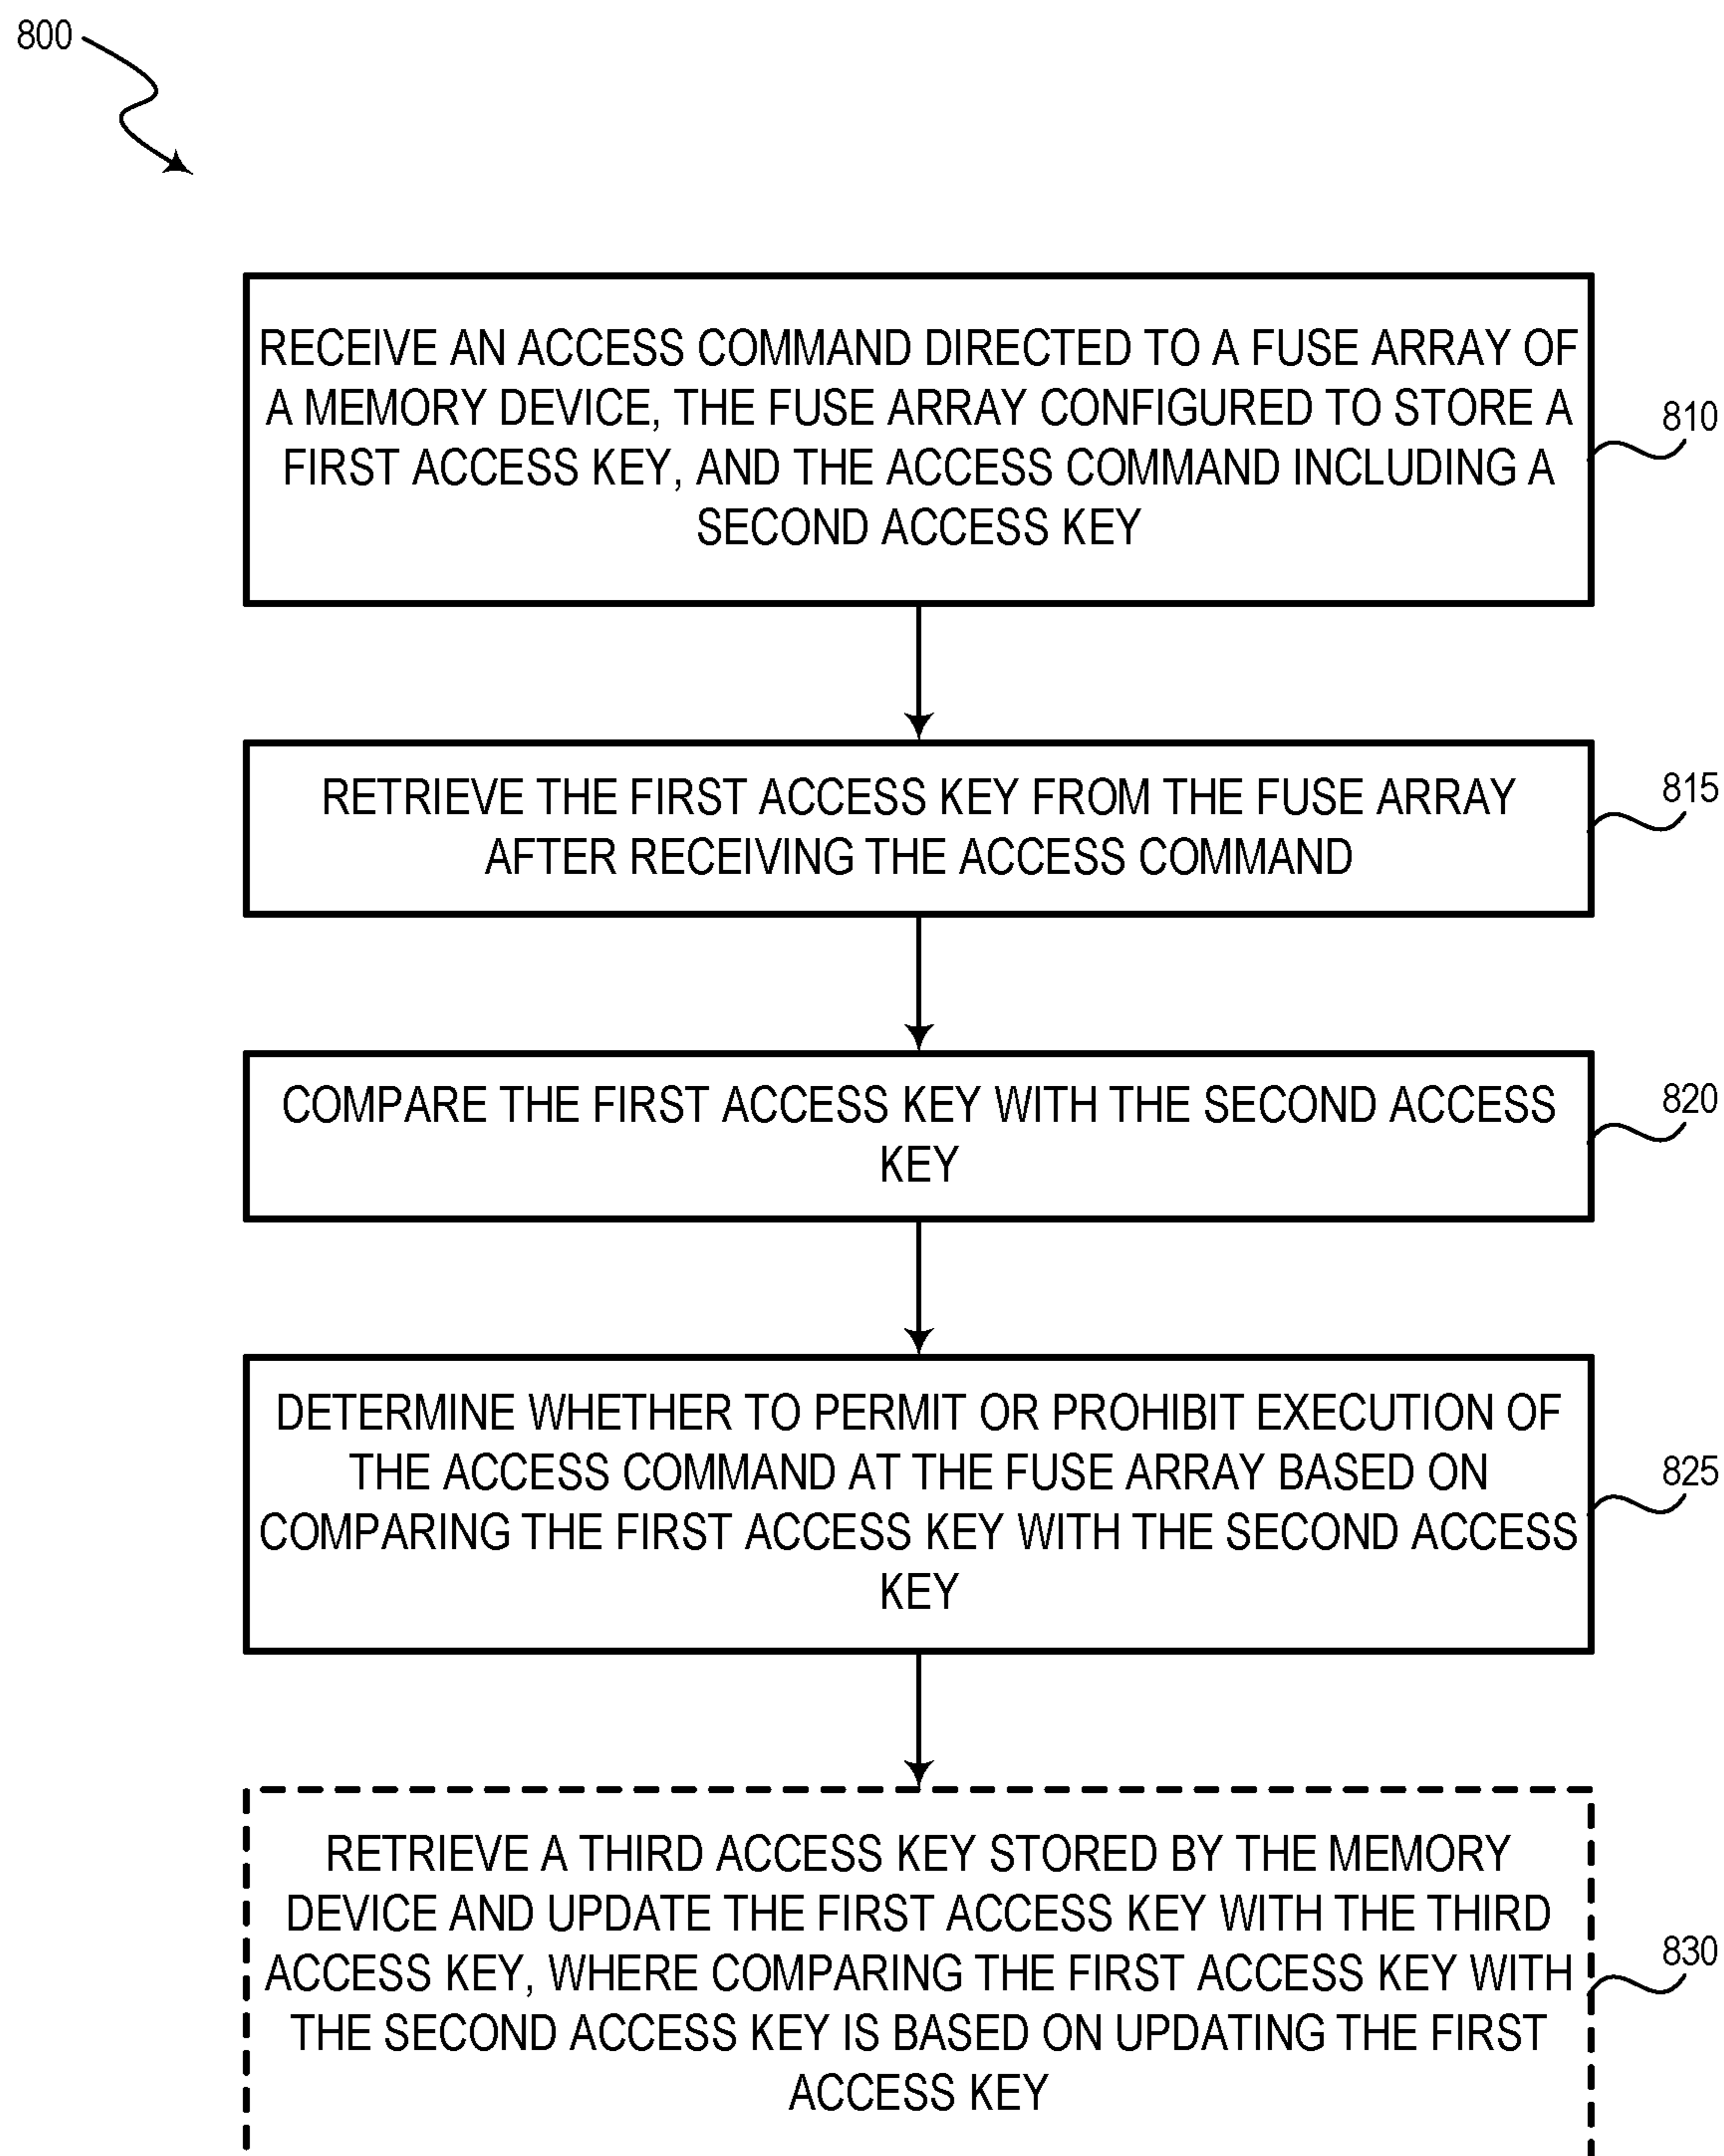 800
RECEIVE AN ACCESS COMMAND DIRECTED TO A FUSE ARRAY OF
A MEMORY DEVICE, THE FUSE ARRAY CONFIGURED TO STORE A
FIRST ACCESS KEY, AND THE ACCESS COMMAND INCLUDING A
SECOND ACCESS KEY
810
RETRIEVE THE FIRST ACCESS KEY FROM THE FUSE ARRAY
AFTER RECEIVING THE ACCESS COMMAND
815
COMPARE THE FIRST ACCESS KEY WITH THE SECOND ACCESS
KEY
820
DETERMINE WHETHER TO PERMIT OR PROHIBIT EXECUTION OF
THE ACCESS COMMAND AT THE FUSE ARRAY BASED ON
COMPARING THE FIRST ACCESS KEY WITH THE SECOND ACCESS
KEY
825
RETRIEVE A THIRD ACCESS KEY STORED BY THE MEMORY
DEVICE AND UPDATE THE FIRST ACCESS KEY WITH THE THIRD
ACCESS KEY, WHERE COMPARING THE FIRST ACCESS KEY WITH
THE SECOND ACCESS KEY IS BASED ON UPDATING THE FIRST
ACCESS KEY
830